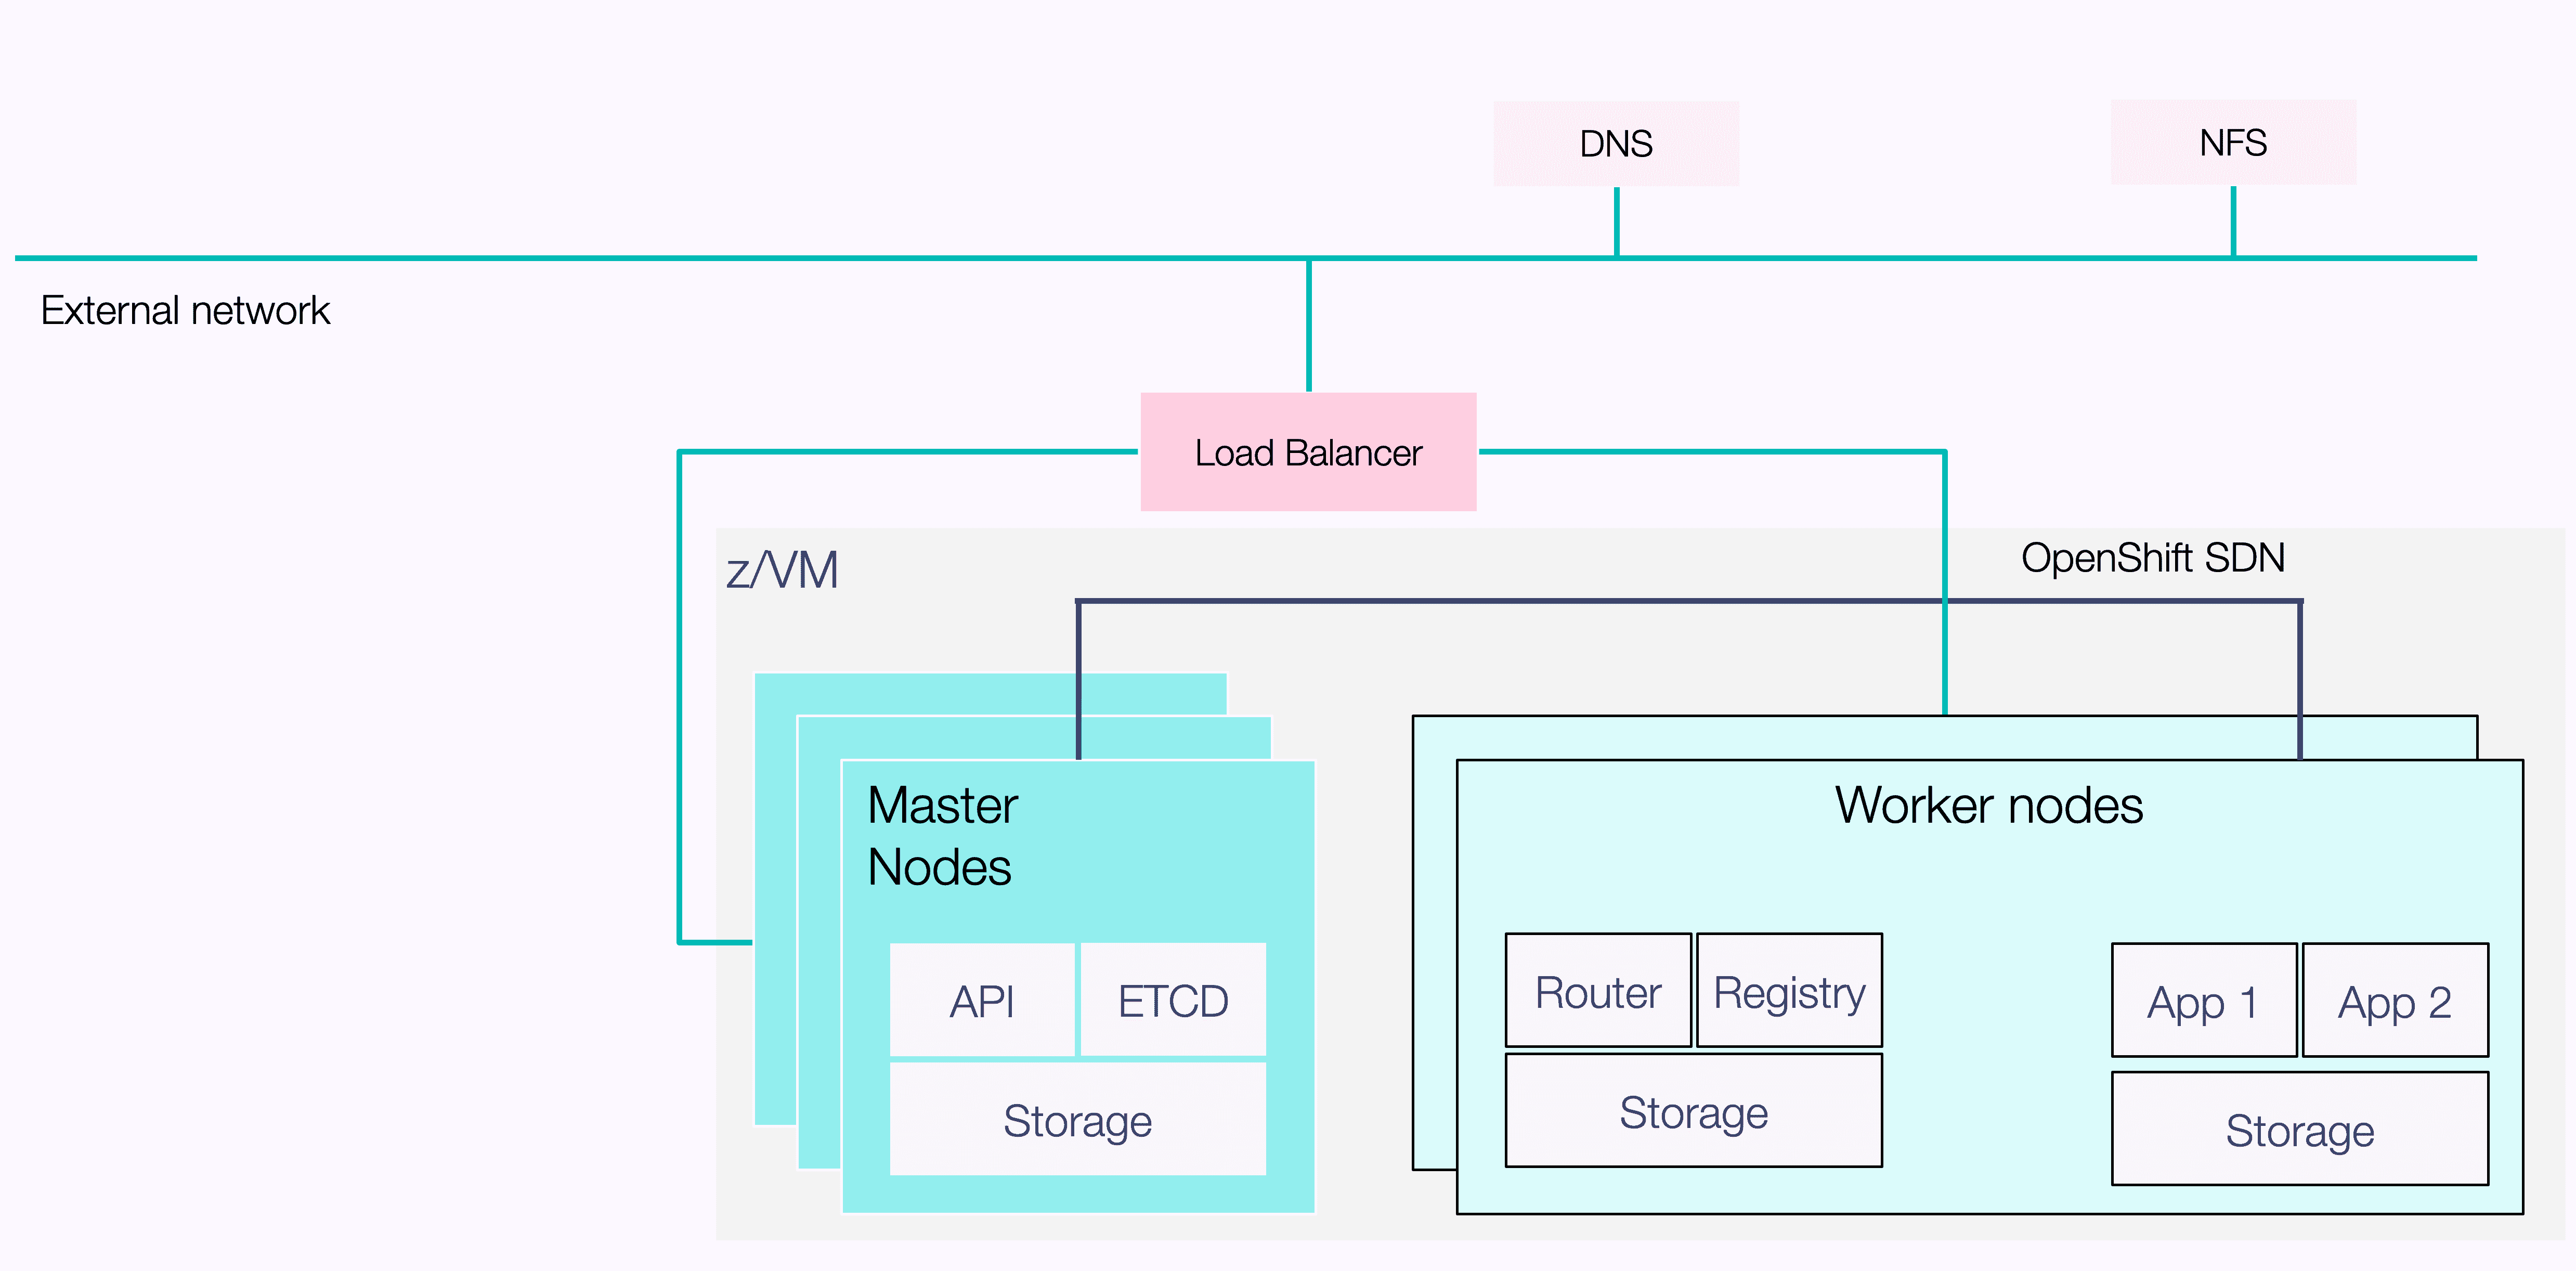 DNS
NFS
External network
Load Balancer
z/VM
OpenShift SDN
Master
Nodes
API
ETCD
Storage
Worker nodes
Router
Registry
Storage
App 1
App 2
Storage